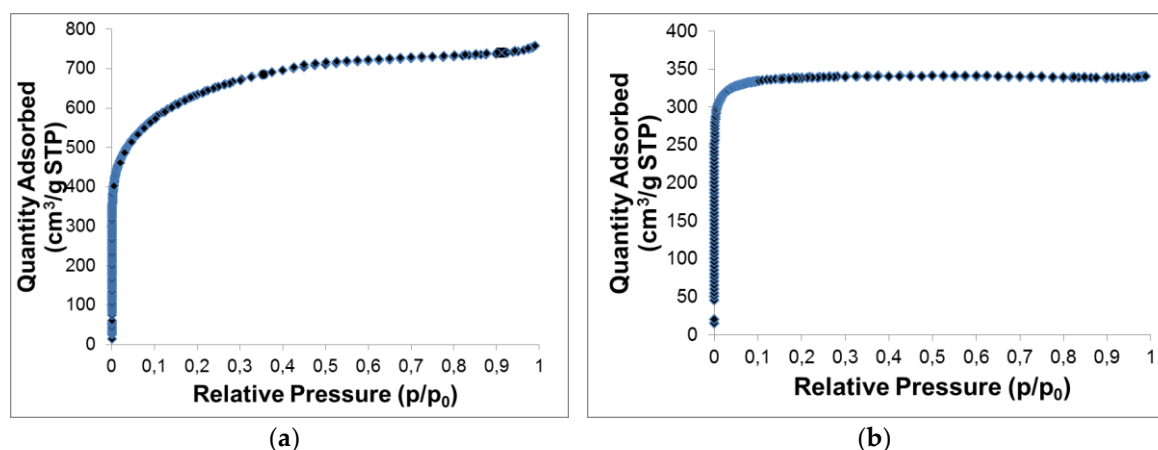 Quantity Adsorbed
(cm³/g STP)
800
700
600
500
400
300
200
100
0
0 0,1 0,2 0,3 0,4 0,5 0,6 0,7 0,8 0,9 1
Relative Pressure (p/p₀)
(a)
Quantity Adsorbed
(cm³/g STP)
400
350
300
250
200
150
100
50
0
0 0,1 0,2 0,3 0,4 0,5 0,6 0,7 0,8 0,9 1
Relative Pressure (p/p₀)
(b)